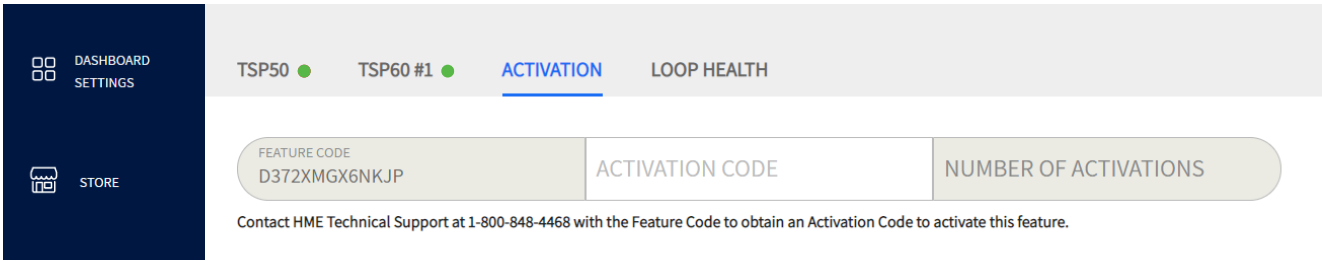 DASHBOARD
SETTINGS
STORE
TSP50 TSP60 #1 ACTIVATION LOOP HEALTH
FEATURE CODE
D372XMGX6NKJP
ACTIVATION CODE
NUMBER OF ACTIVATIONS
Contact HME Technical Support at 1-800-848-4468 with the Feature Code to obtain an Activation Code to activate this feature.